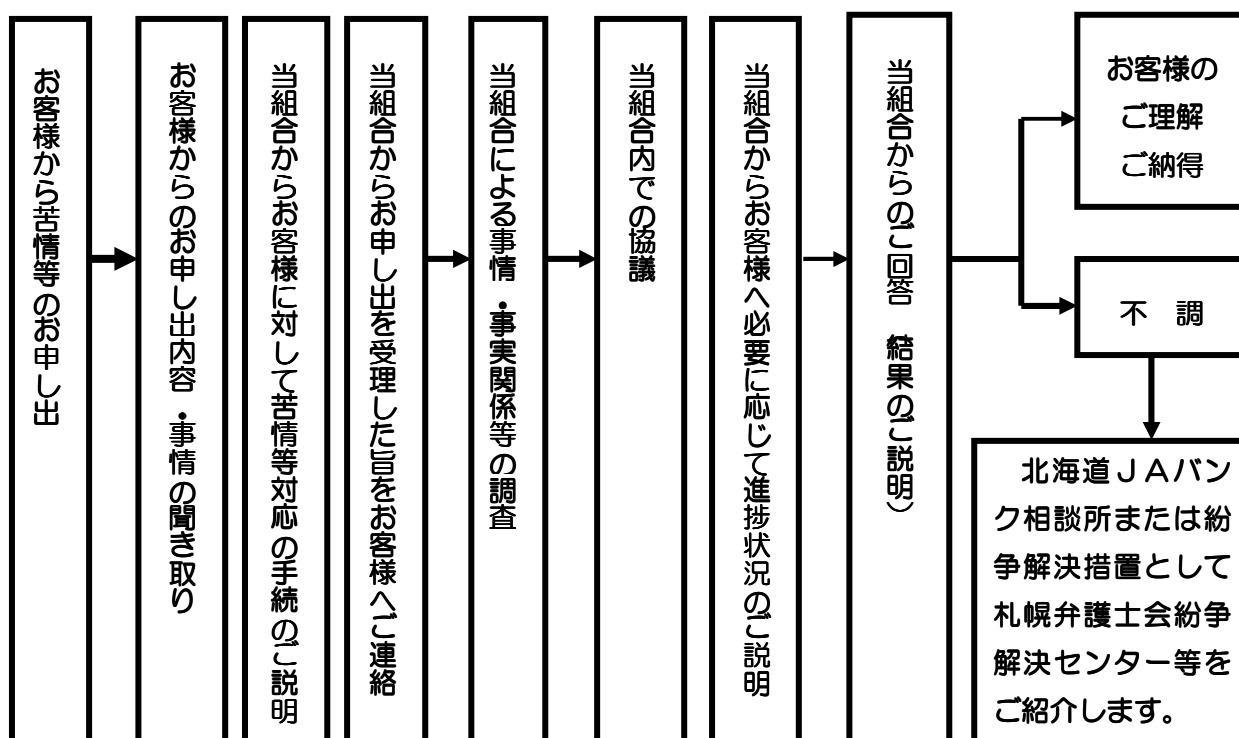 お客様から苦情等のお申し出
お客様からのお申し出内容・事情の聞き取り
当組合からお客様に対して苦情等対応の手続のご説明
当組合からお申し出を受理した旨をお客様へご連絡
当組合による事情・事実関係等の調査
当組合内での協議
当組合からお客様へ必要に応じて進捗状況のご説明
当組合からのご回答　結果のご説明）
お客様の
ご理解
ご納得
不　調
北海道ＪＡバン
ク相談所または紛
争解決措置として
札幌弁護士会紛争
解決センター等を
ご紹介します。